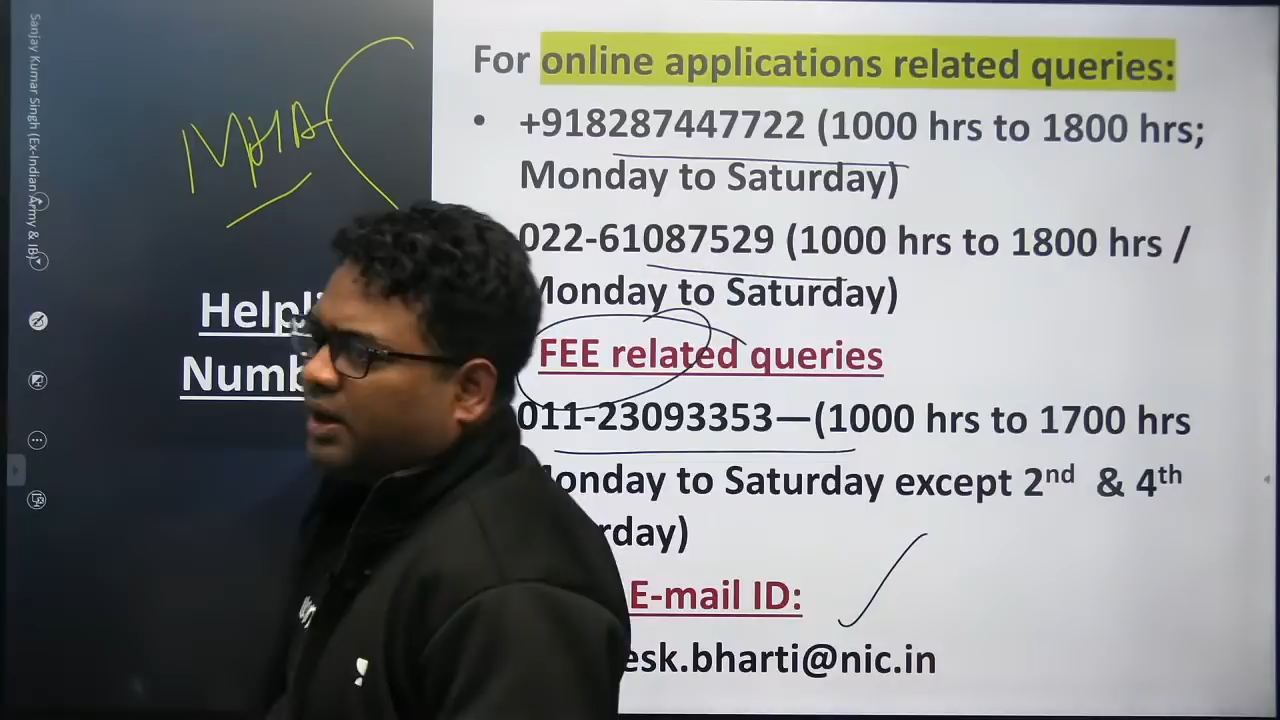 Sanjay Kumar Singh (Ex-Indian Army & IB)
MHA
Helpli
Numb
For online applications related queries:
• +918287447722 (1000 hrs to 1800 hrs;
Monday to Saturday)
022-61087529 (1000 hrs to 1800 hrs /
Monday to Saturday)
FEE related queries
011-23093353—(1000 hrs to 1700 hrs
onday to Saturday except 2nd & 4th
rday)
E-mail ID:
esk.bharti@nic.in